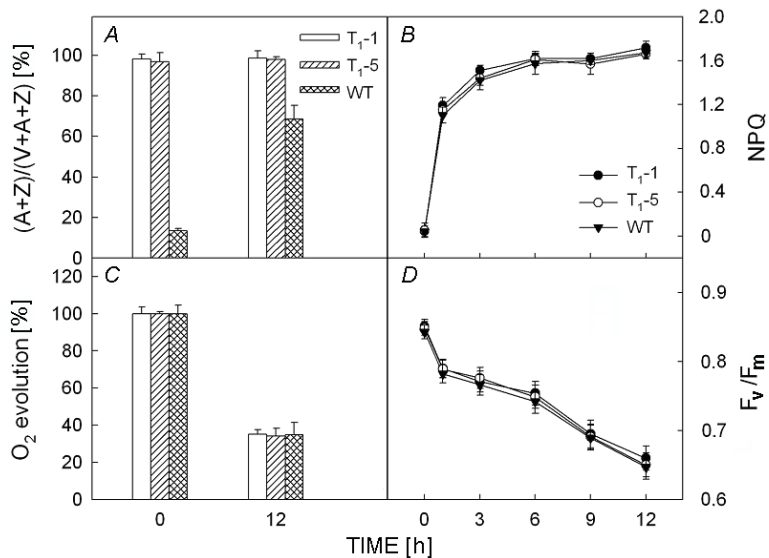 A
B
100
80
60
40
20
0
(A+Z)/(V+A+Z) [%]
T₁-1
T₁-5
WT
2.0
1.6
1.2
0.8
0.4
0
NPQ
T₁-1
T₁-5
WT
C
D
120
100
80
60
40
20
0
O₂ evolution [%]
0.9
0.8
0.7
0.6
Fv/Fm
0
12
0
3
6
9
12
TIME [h]